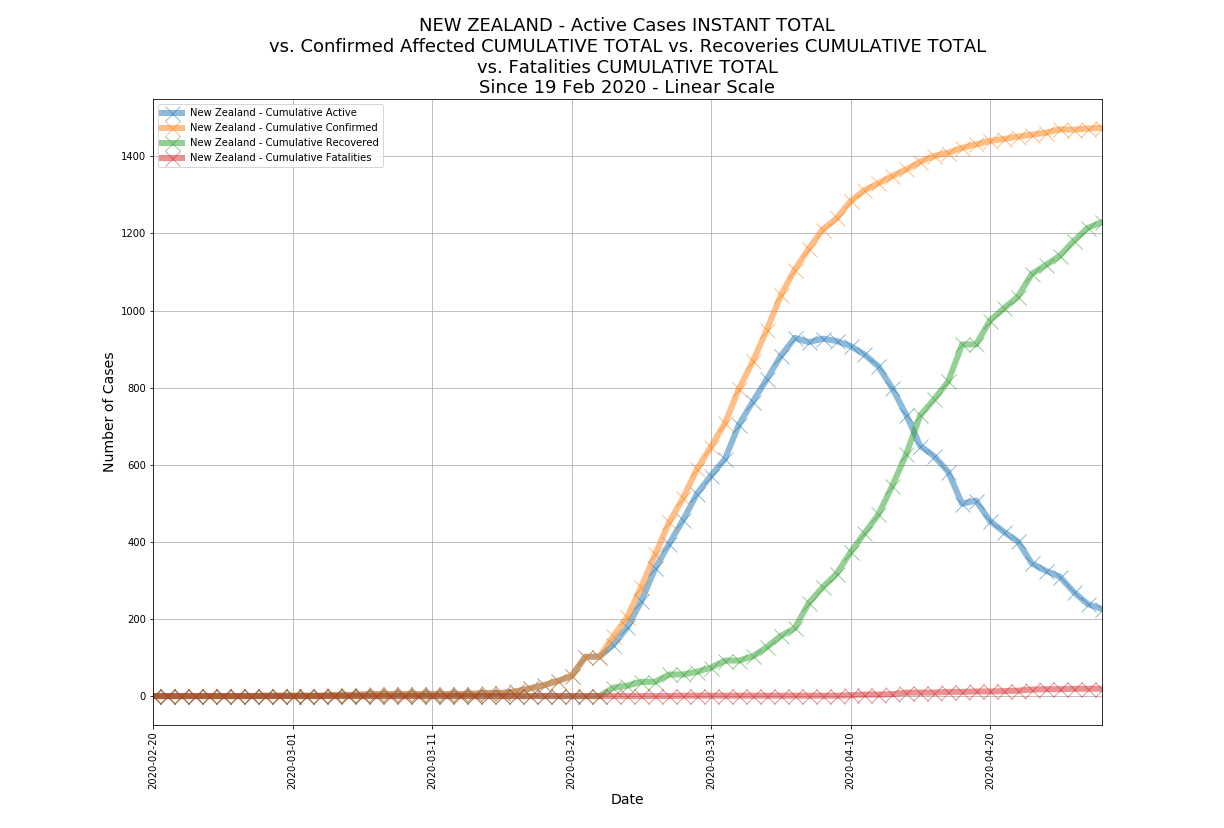 NEW ZEALAND - Active Cases INSTANT TOTAL
vs. Confirmed Affected CUMULATIVE TOTAL vs. Recoveries CUMULATIVE TOTAL
vs. Fatalities CUMULATIVE TOTAL
Since 19 Feb 2020 - Linear Scale
New Zealand - Cumulative Active
New Zealand - Cumulative Confirmed
New Zealand - Cumulative Recovered
New Zealand - Cumulative Fatalities
1400
1200
1000
800
600
400
200
0
Number of Cases
2020-02-20
2020-03-01
2020-03-11
2020-03-21
2020-03-31
2020-04-10
2020-04-20
Date